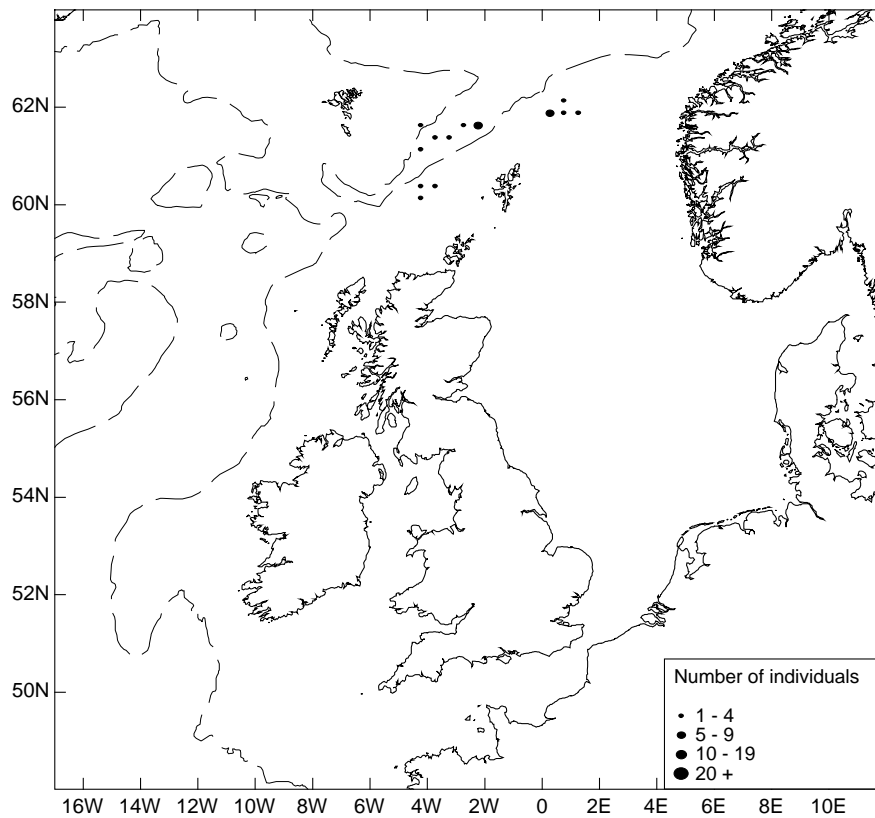 62N
60N
58N
56N
54N
52N
50N
Number of individuals
1 - 4
5 - 9
10 - 19
20 +
16W 14W 12W 10W 8W 6W 4W 2W 0 2E 4E 6E 8E 10E